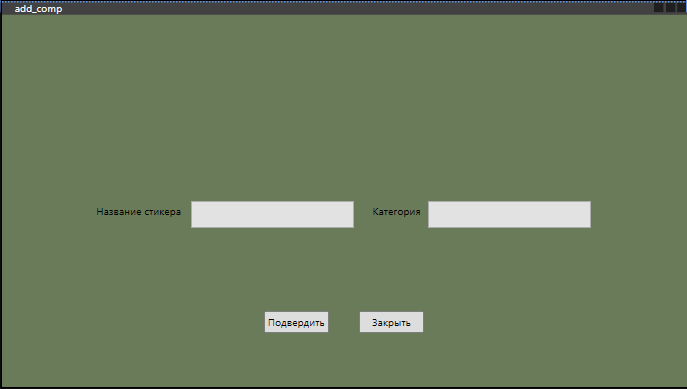 add_comp
Название стикера
Категория
Подвердить
Закрыть